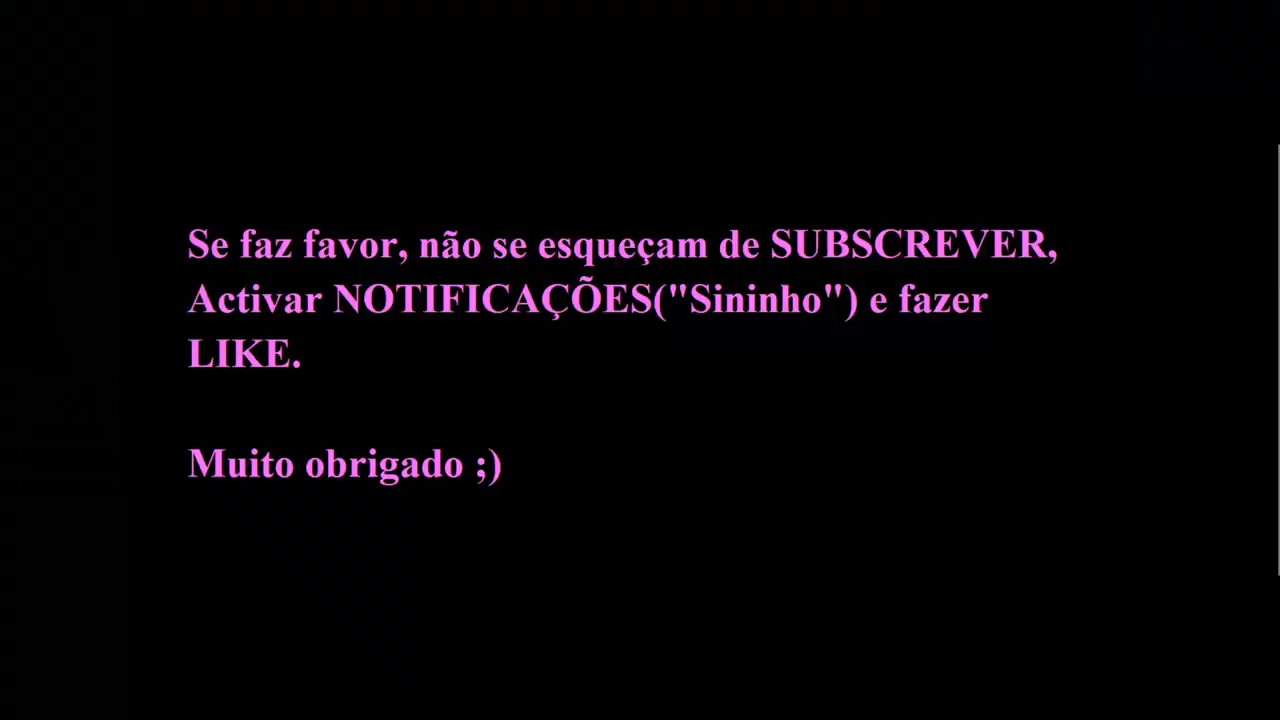 Se faz favor, não se esqueçam de SUBSCREVER,
Activar NOTIFICAÇÕES("Sininho") e fazer
LIKE.
Muito obrigado ;)